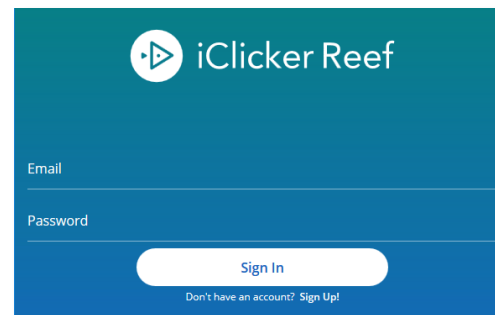 iClicker Reef
Email
Password
Sign In
Don't have an account? Sign Up!